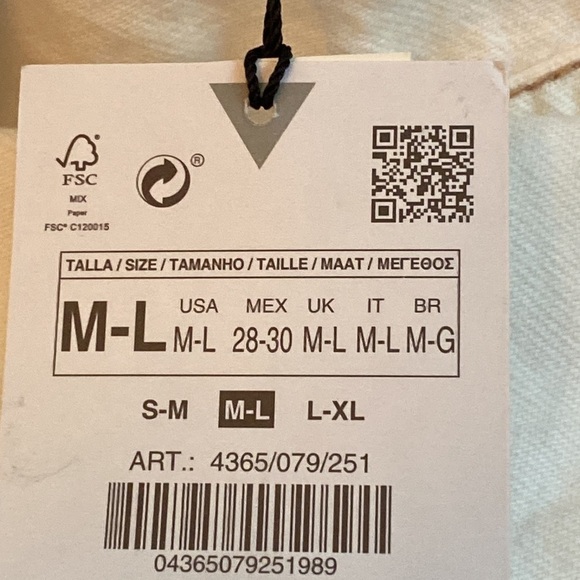 FSC®
MIX
Paper
FSC® C120015
®
TALLA / SIZE / TAMANHO / TAILLE / MAAT / ΜΕΓΕΘΟΣ
M-L
USA MEX UK IT BR
M-L 28-30 M-L M-L M-G
S-M M-L L-XL
ART.: 4365/079/251
04365079251989